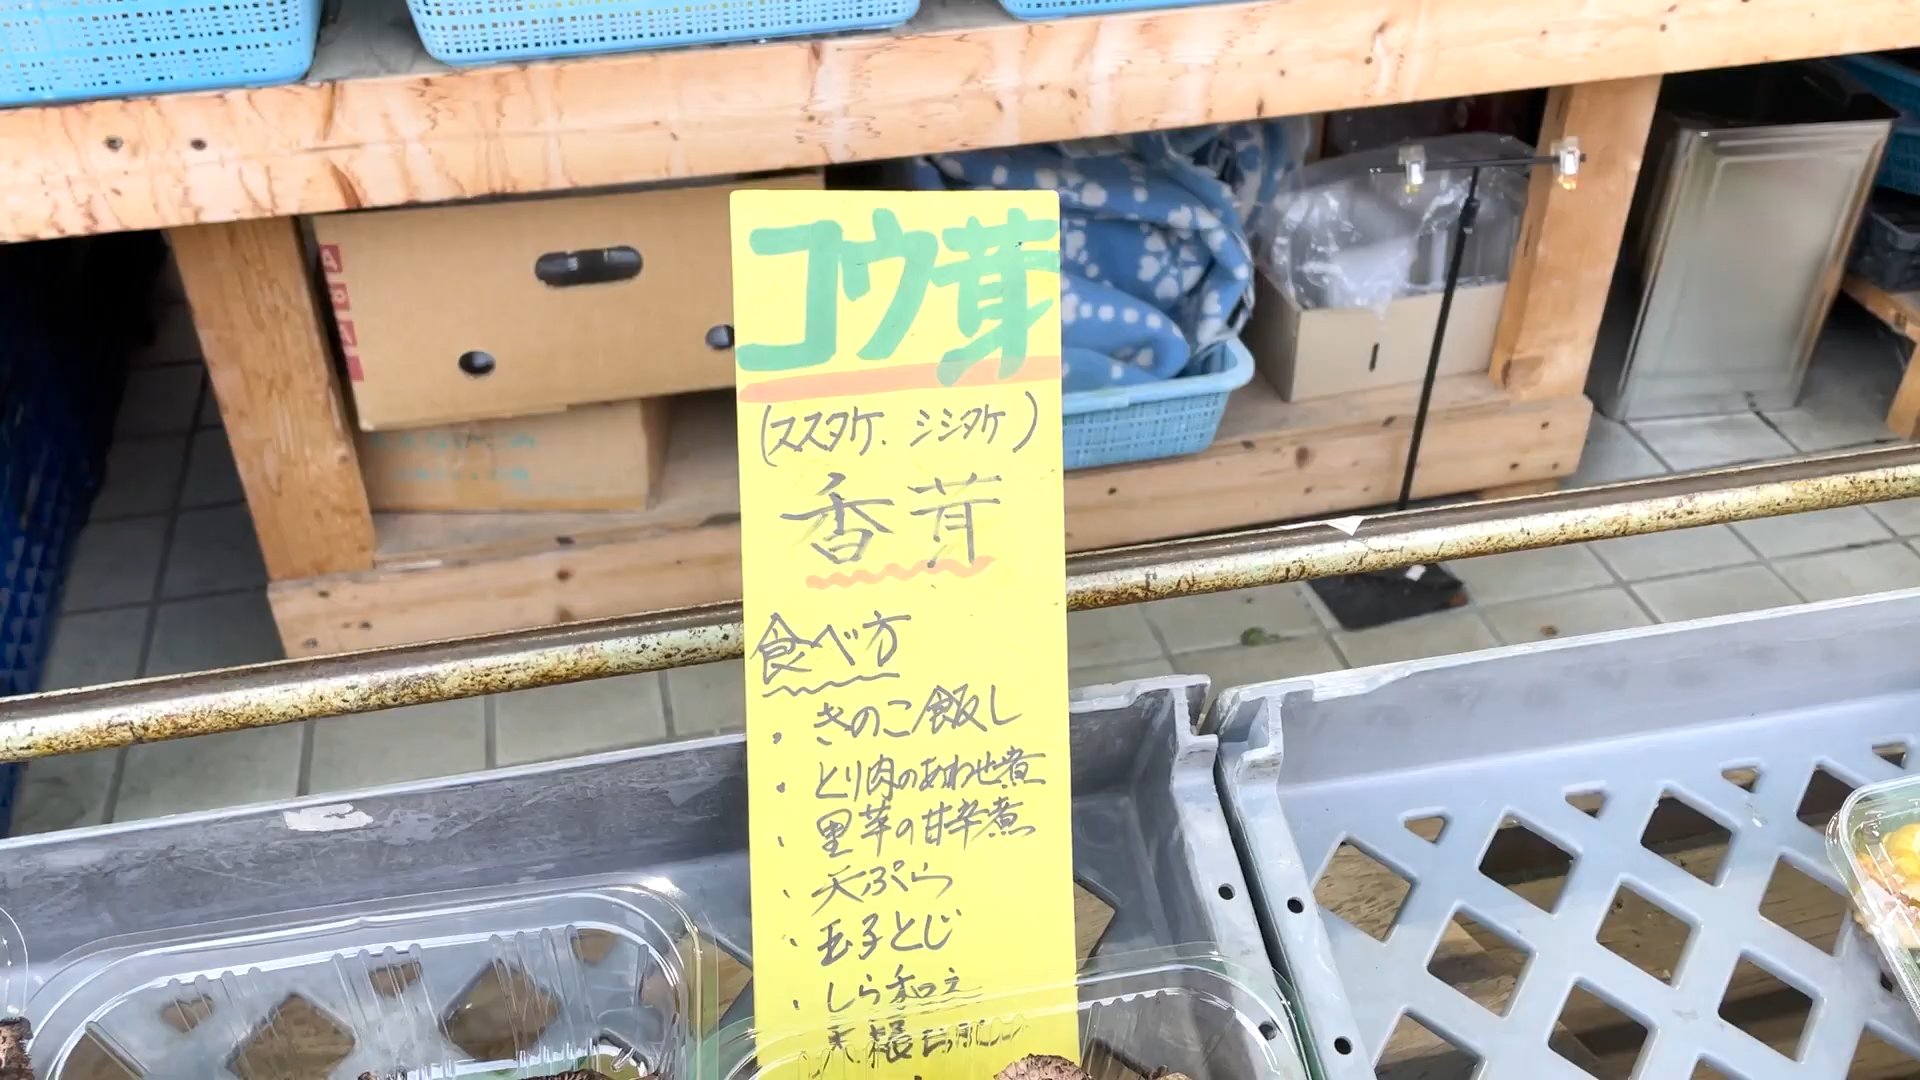 コウ茸
(ススタケ、シシタケ)
香茸
食べ方
・きのこ飯し
・とり肉のあわせ煮
・里芋の甘辛煮
・天ぷら
・玉子とじ
・しら和え